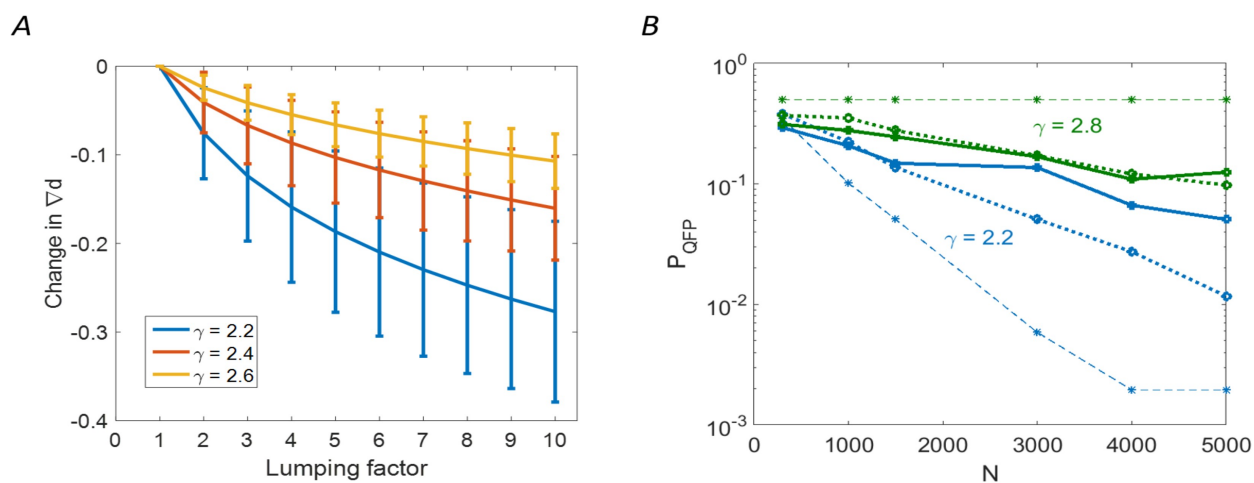 A
B
0
-0.1
-0.2
-0.3
-0.4
Change in ∇d
0 1 2 3 4 5 6 7 8 9 10
Lumping factor
γ = 2.2
γ = 2.4
γ = 2.6
10^0
10^-1
10^-2
10^-3
P_QFP
γ = 2.8
γ = 2.2
0 1000 2000 3000 4000 5000
N